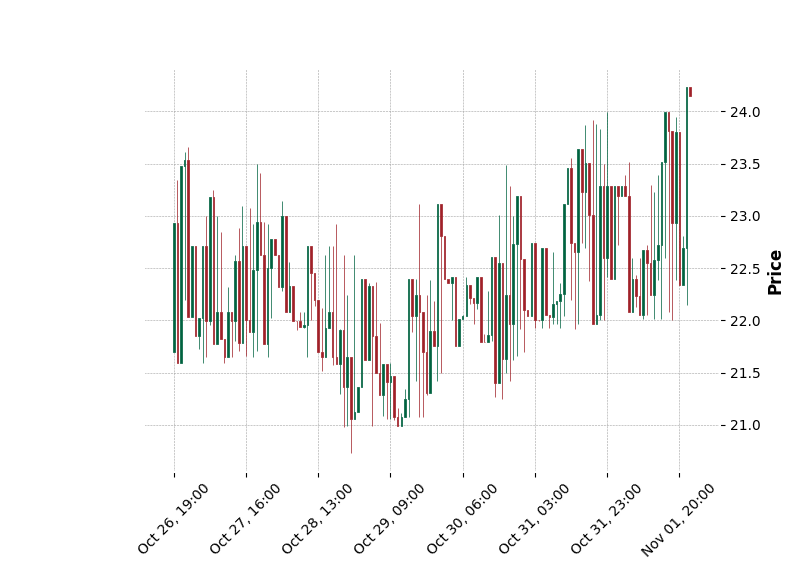 24.0
23.5
23.0
22.5
22.0
21.5
21.0
Price
Oct 26, 19:00
Oct 27, 16:00
Oct 28, 13:00
Oct 29, 09:00
Oct 30, 06:00
Oct 31, 03:00
Oct 31, 23:00
Nov 01, 20:00